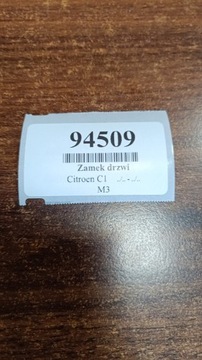 94509
Zamek drzwi
Citroen C1 ../.. - ../..
M3